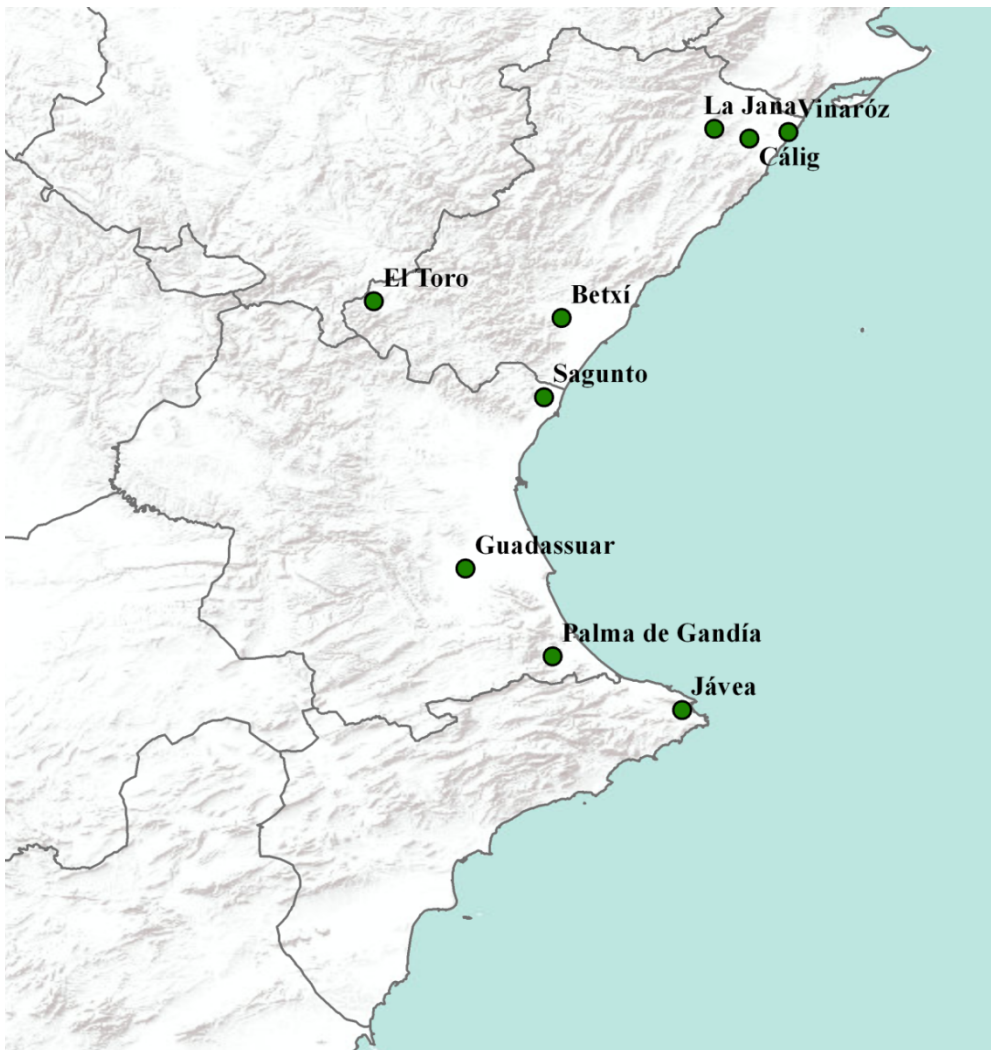 La Jana
Vinaróz
Cálig
El Toro
Betxí
Sagunto
Guadassuar
Palma de Gandía
Jávea